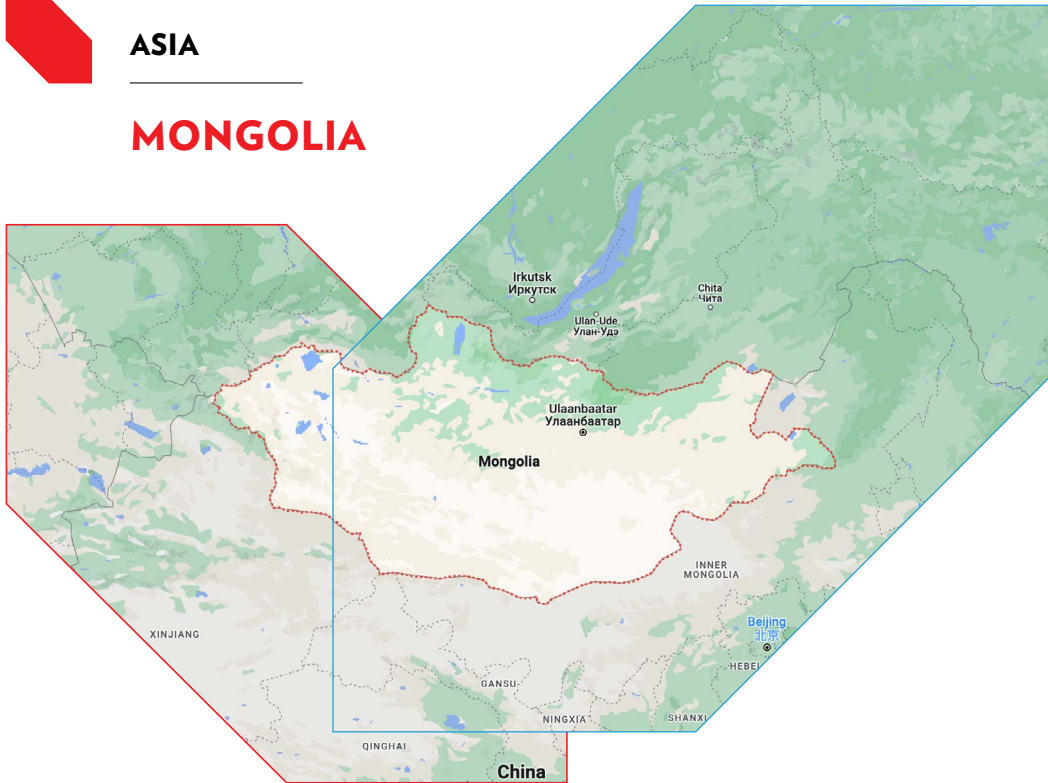 ASIA
MONGOLIA
Irkutsk
Иркутск
Chita
Чита
Ulan-Ude
Улан-Удэ
Ulaanbaatar
Улаанбаатар
Mongolia
INNER
MONGOLIA
Beijing
北京
XINJIANG
HEBEI
GANSU
NINGXIA
SHANXI
QINGHAI
China